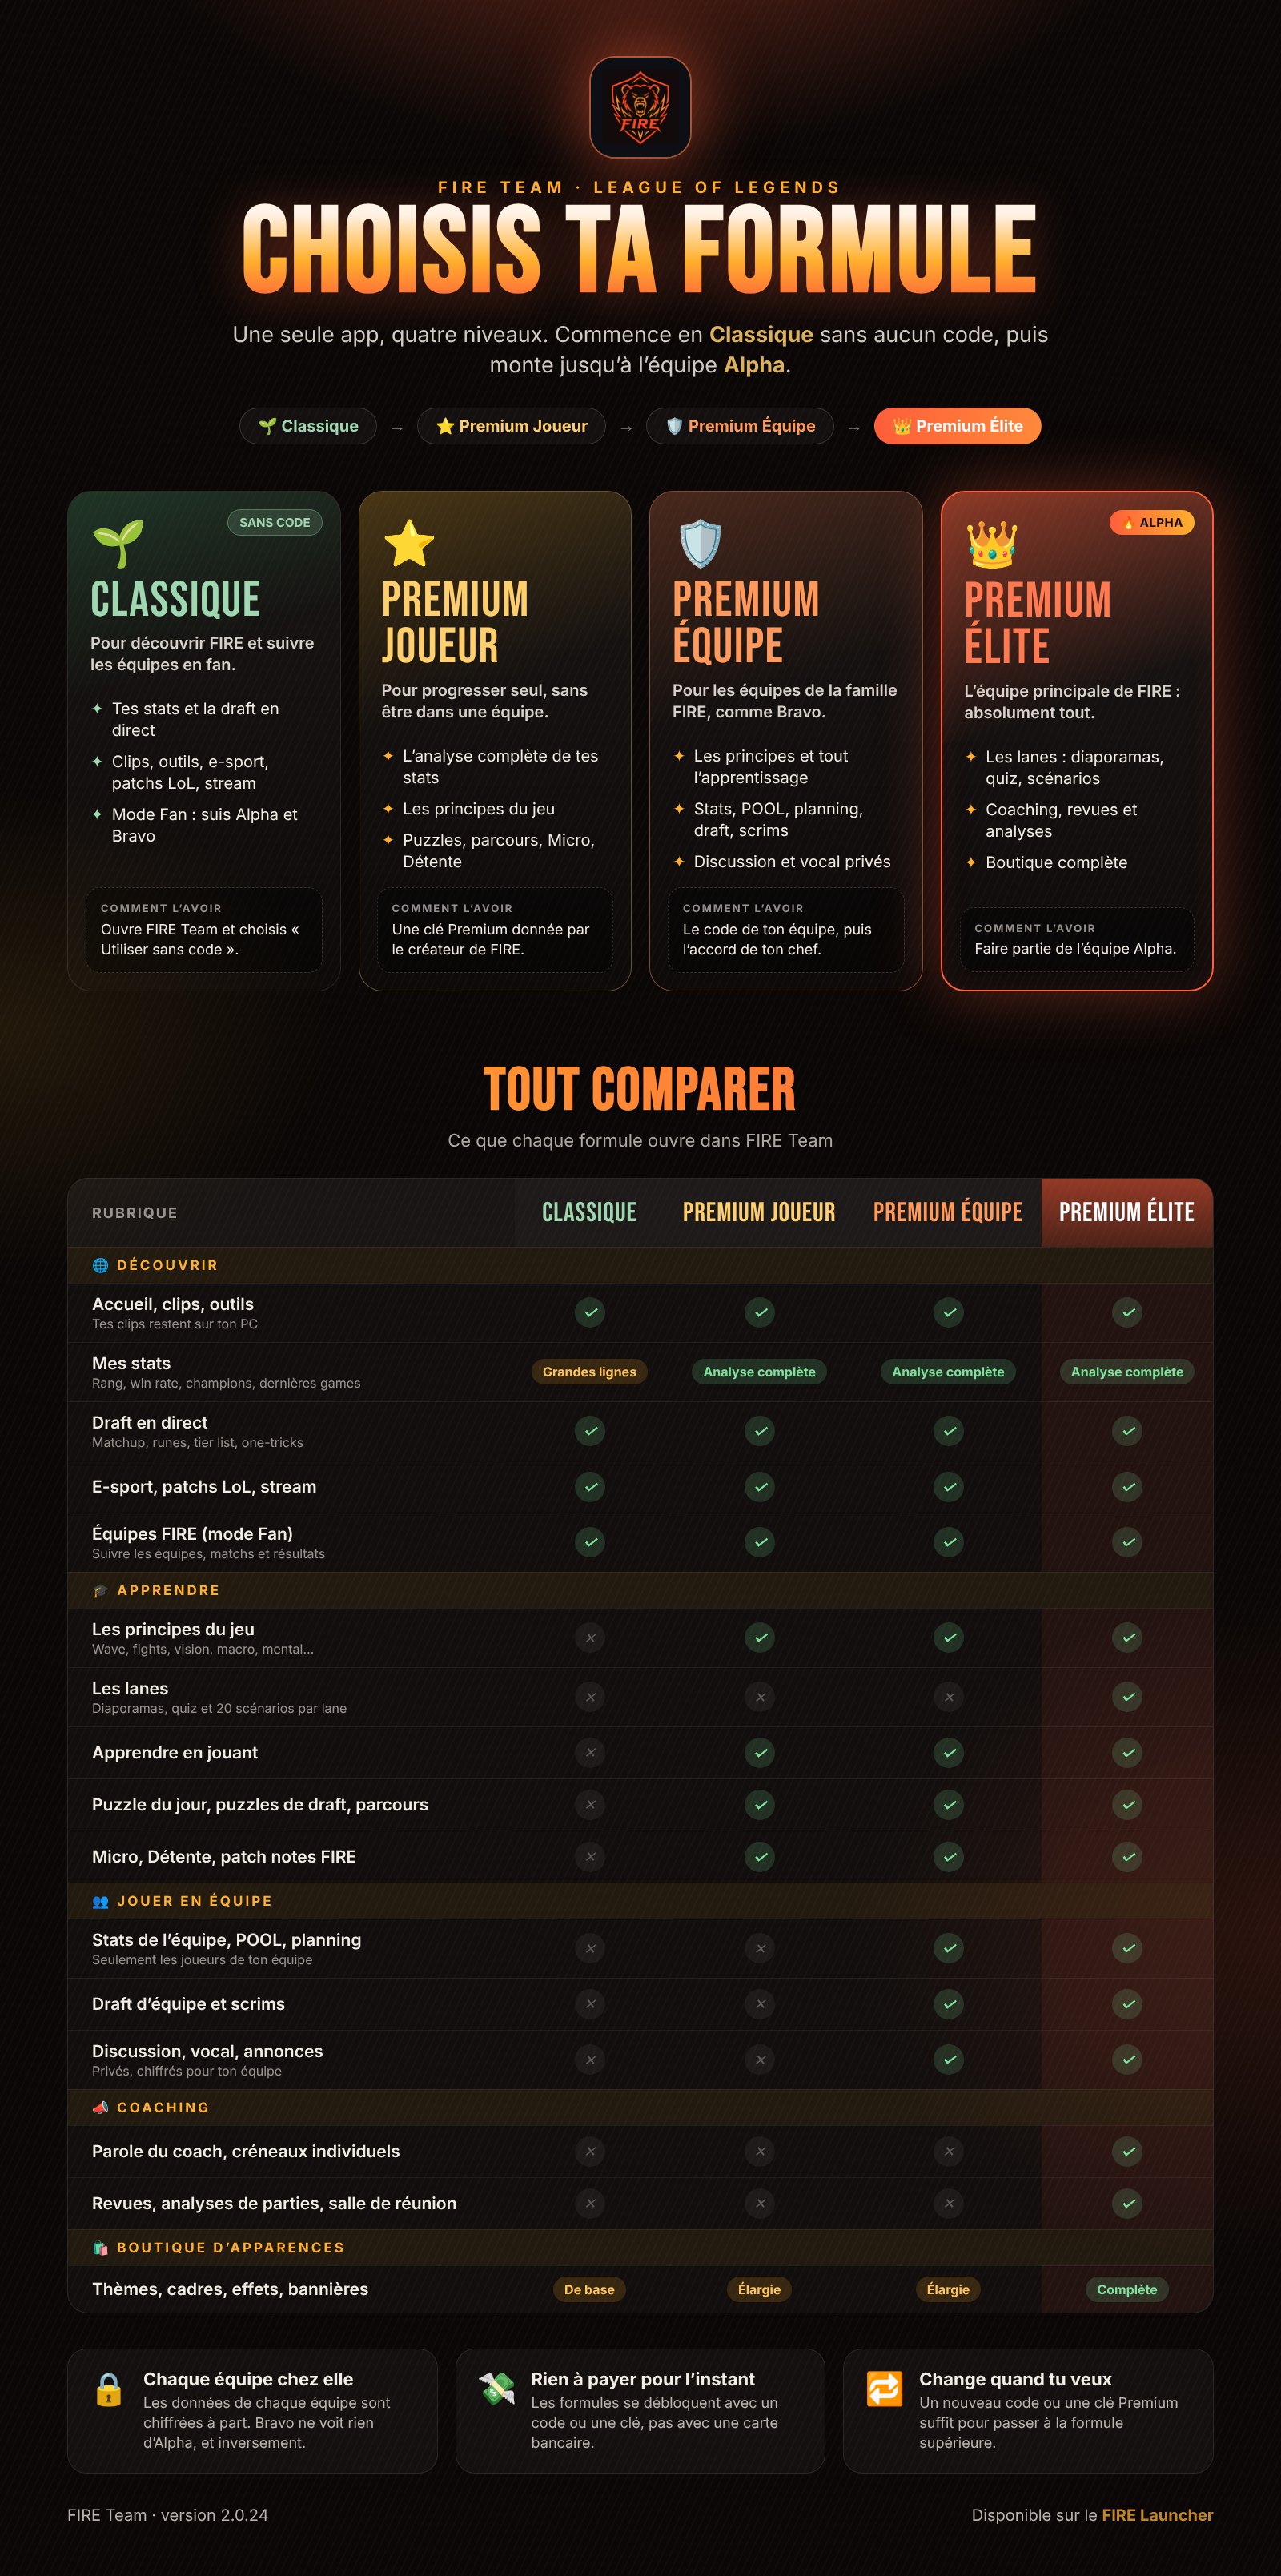 FIRE
FIRE TEAM · LEAGUE OF LEGENDS
CHOISIS TA FORMULE
Une seule app, quatre niveaux. Commence en Classique sans aucun code, puis
monte jusqu’à l’équipe Alpha.
🌱 Classique → ⭐ Premium Joueur → 🛡️ Premium Équipe → 👑 Premium Élite
SANS CODE
CLASSIQUE
Pour découvrir FIRE et suivre
les équipes en fan.
✦ Tes stats et la draft en
direct
✦ Clips, outils, e-sport,
patchs LoL, stream
✦ Mode Fan : suis Alpha et
Bravo
COMMENT L’AVOIR
Ouvre FIRE Team et choisis «
Utiliser sans code ».
PREMIUM
JOUEUR
Pour progresser seul, sans
être dans une équipe.
✦ L’analyse complète de tes
stats
✦ Les principes du jeu
✦ Puzzles, parcours, Micro,
Détente
COMMENT L’AVOIR
Une clé Premium donnée par
le créateur de FIRE.
PREMIUM
ÉQUIPE
Pour les équipes de la famille
FIRE, comme Bravo.
✦ Les principes et tout
l’apprentissage
✦ Stats, POOL, planning,
draft, scrims
✦ Discussion et vocal privés
COMMENT L’AVOIR
Le code de ton équipe, puis
l’accord de ton chef.
🔥 ALPHA
PREMIUM
ÉLITE
L’équipe principale de FIRE :
absolument tout.
✦ Les lanes : diaporamas,
quiz, scénarios
✦ Coaching, revues et
analyses
✦ Boutique complète
COMMENT L’AVOIR
Faire partie de l’équipe Alpha.
TOUT COMPARER
Ce que chaque formule ouvre dans FIRE Team
RUBRIQUE CLASSIQUE PREMIUM JOUEUR PREMIUM ÉQUIPE PREMIUM ÉLITE
🌐 DÉCOUVRIR
Accueil, clips, outils ✓ ✓ ✓ ✓
Tes clips restent sur ton PC
Mes stats Grandes lignes Analyse complète Analyse complète Analyse complète
Rang, win rate, champions, dernières games
Draft en direct ✓ ✓ ✓ ✓
Matchup, runes, tier list, one-tricks
E-sport, patchs LoL, stream ✓ ✓ ✓ ✓
Équipes FIRE (mode Fan) ✓ ✓ ✓ ✓
Suivre les équipes, matchs et résultats
🎓 APPRENDRE
Les principes du jeu ✕ ✓ ✓ ✓
Wave, fights, vision, macro, mental...
Les lanes ✕ ✕ ✕ ✓
Diaporamas, quiz et 20 scénarios par lane
Apprendre en jouant ✕ ✓ ✓ ✓
Puzzle du jour, puzzles de draft, parcours ✕ ✓ ✓ ✓
Micro, Détente, patch notes FIRE ✕ ✓ ✓ ✓
👥 JOUER EN ÉQUIPE
Stats de l’équipe, POOL, planning ✕ ✕ ✓ ✓
Seulement les joueurs de ton équipe
Draft d’équipe et scrims ✕ ✕ ✓ ✓
Discussion, vocal, annonces ✕ ✕ ✓ ✓
Privés, chiffrés pour ton équipe
📣 COACHING
Parole du coach, créneaux individuels ✕ ✕ ✕ ✓
Revues, analyses de parties, salle de réunion ✕ ✕ ✕ ✓
🛍️ BOUTIQUE D’APPARENCES
Thèmes, cadres, effets, bannières De base Élargie Élargie Complète
Chaque équipe chez elle
Les données de chaque équipe sont
chiffrées à part. Bravo ne voit rien
d’Alpha, et inversement.
Rien à payer pour l’instant
Les formules se débloquent avec un
code ou une clé, pas avec une carte
bancaire.
Change quand tu veux
Un nouveau code ou une clé Premium
suffit pour passer à la formule
supérieure.
FIRE Team · version 2.0.24
Disponible sur le FIRE Launcher